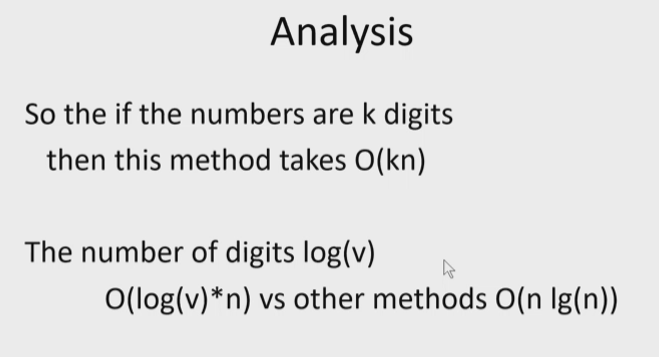 Analysis
So the if the numbers are k digits
then this method takes O(kn)
The number of digits log(v)
O(log(v)*n) vs other methods O(n lg(n))